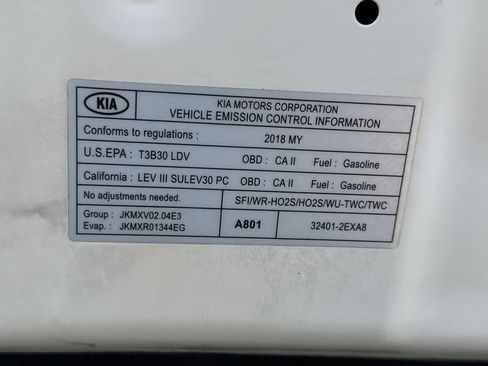 KIA
KIA MOTORS CORPORATION
VEHICLE EMISSION CONTROL INFORMATION
Conforms to regulations : 2018 MY
U.S.EPA : T3B30 LDV OBD : CA II Fuel : Gasoline
California : LEV III SULEV30 PC OBD : CA II Fuel : Gasoline
No adjustments needed. SFI/WR-HO2S/HO2S/WU-TWC/TWC
Group : JKMXV02.04E3
Evap. : JKMXR01344EG
A801 32401-2EXA8